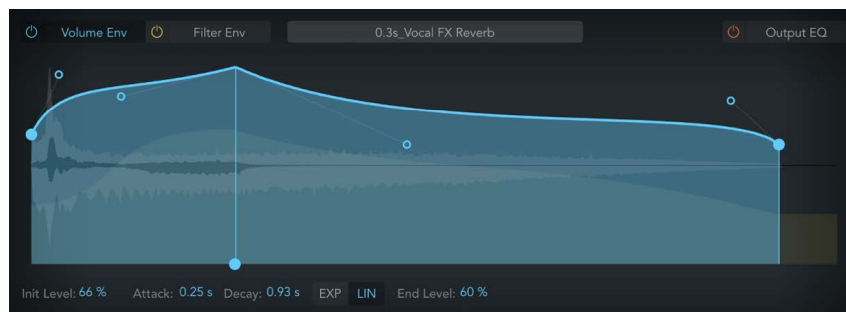 Volume Env Filter Env 0.3s_Vocal FX Reverb Output EQ
Init Level: 66 % Attack: 0.25 s Decay: 0.93 s EXP LIN End Level: 60 %